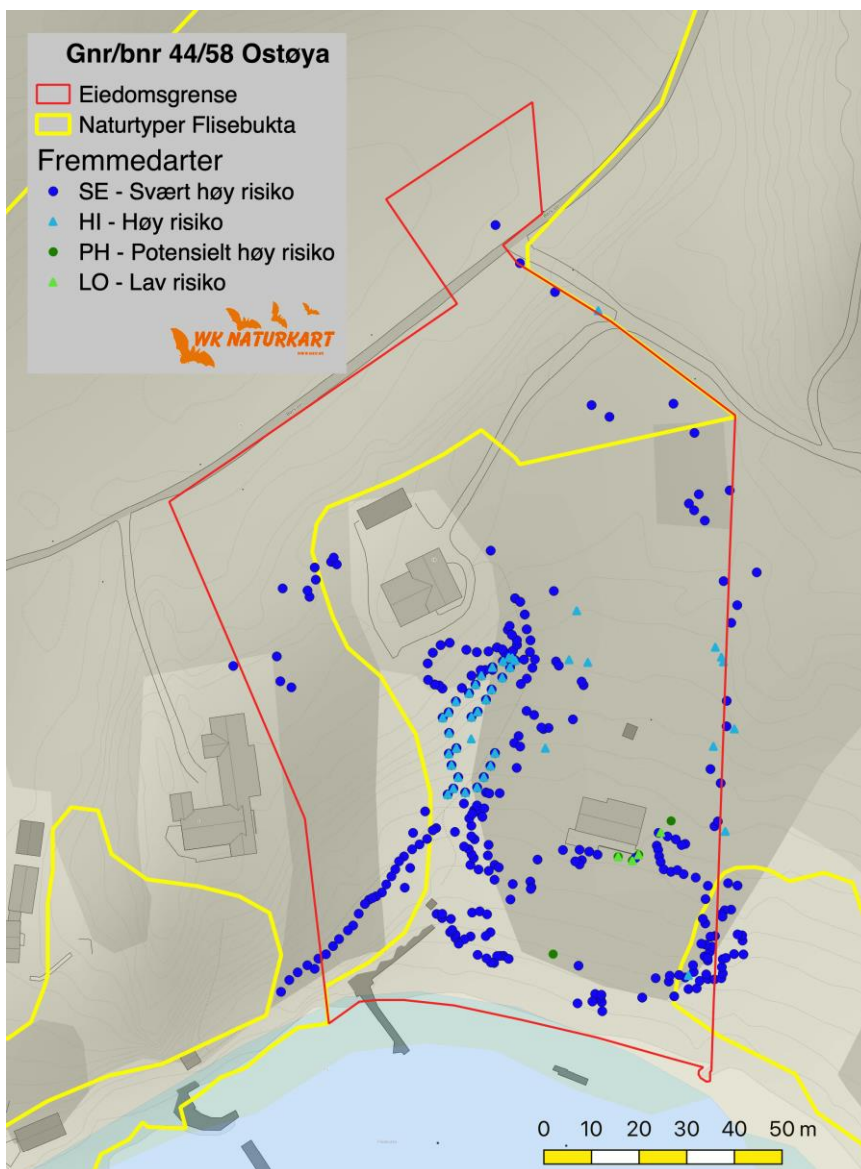 Gnr/bnr 44/58 Ostøya
Eiedomsgrense
Naturtyper Flisebukta
Fremmedarter
SE - Svært høy risiko
HI - Høy risiko
PH - Potensielt høy risiko
LO - Lav risiko
WK NATURKART
0 10 20 30 40 50 m